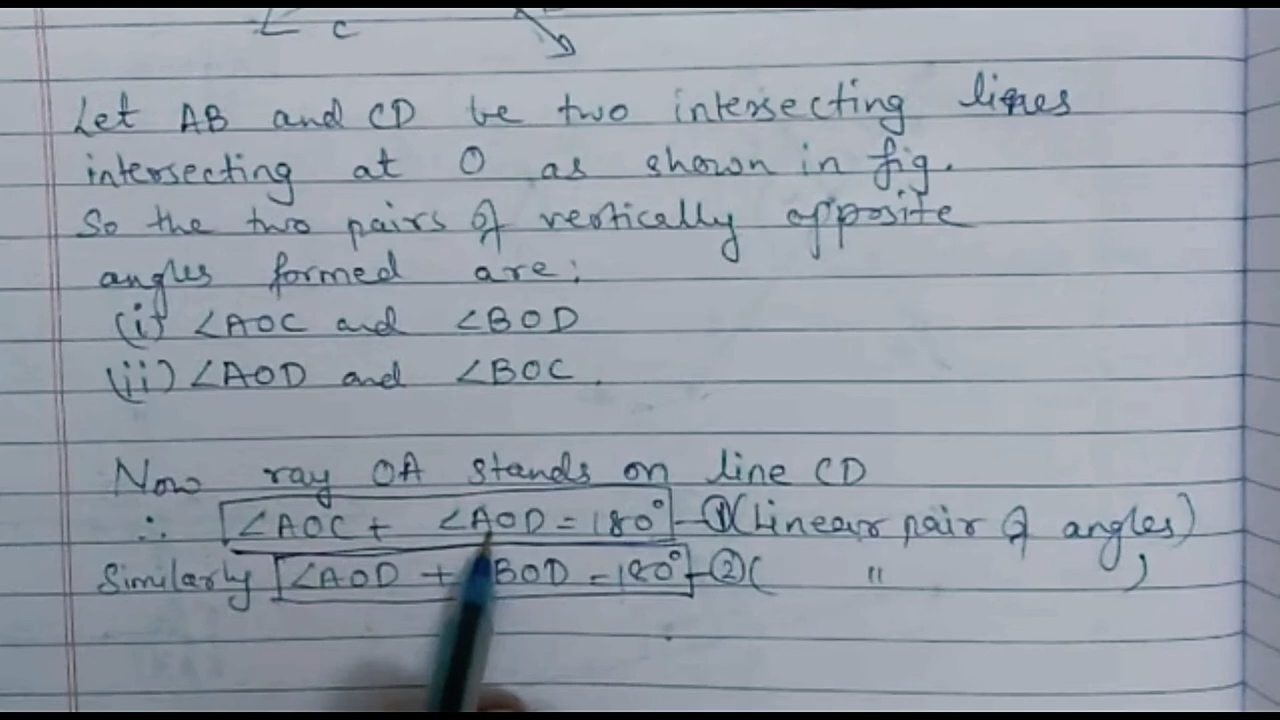 C
Let AB and CD be two intersecting lines
intersecting at O as shown in fig.
So the two pairs of vertically opposite
angles formed are:
(i) ∠AOC and ∠BOD
(ii) ∠AOD and ∠BOC.
Now ray OA stands on line CD
∴ ∠AOC + ∠AOD = 180° - ① (Linear pair of angles)
Similarly ∠AOD + ∠BOD = 180° - ② ( " )